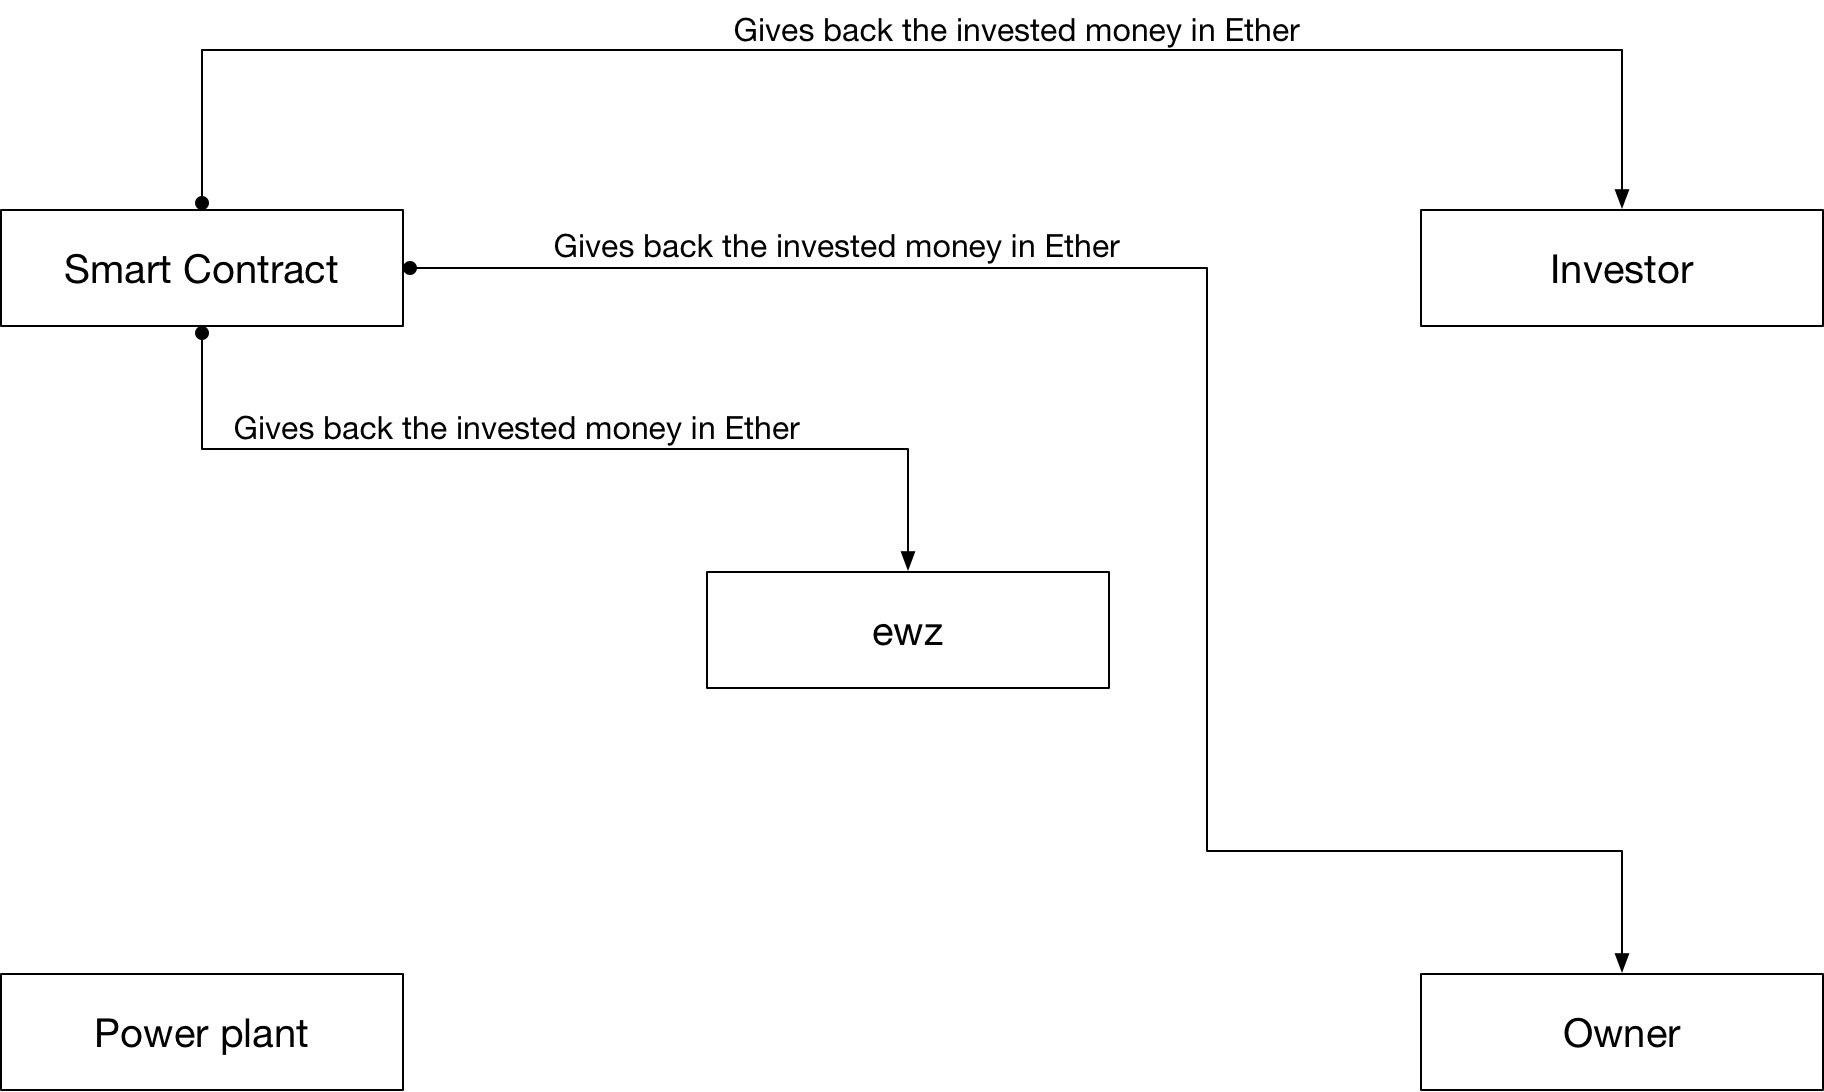 Gives back the invested money in Ether
Smart Contract
Gives back the invested money in Ether
Investor
Gives back the invested money in Ether
ewz
Power plant
Owner